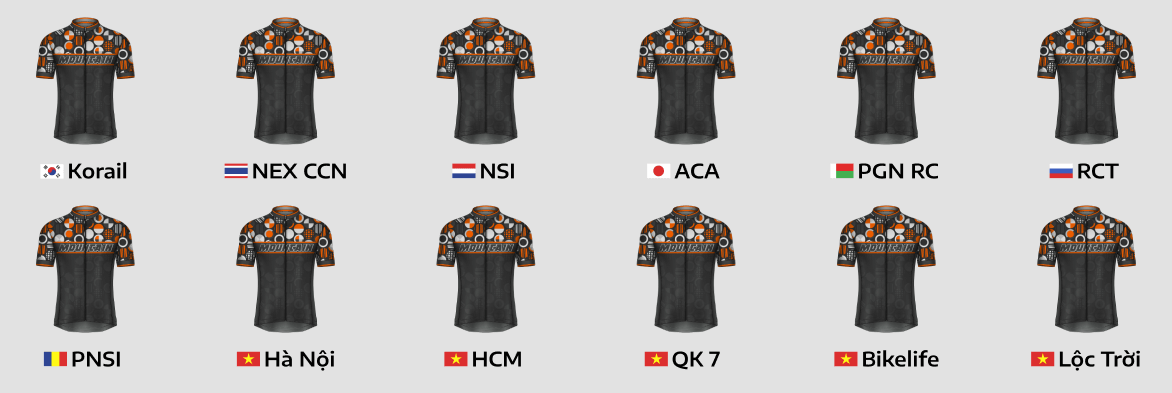 MOUNTAIN
MOUNTAIN
MOUNTAIN
MOUNTAIN
MOUNTAIN
MOUNTAIN
Korail
NEX CCN
NSI
ACA
PGN RC
RCT
MOUNTAIN
MOUNTAIN
MOUNTAIN
MOUNTAIN
MOUNTAIN
MOUNTAIN
PNSI
Hà Nội
HCM
QK 7
Bikelife
Lộc Trời